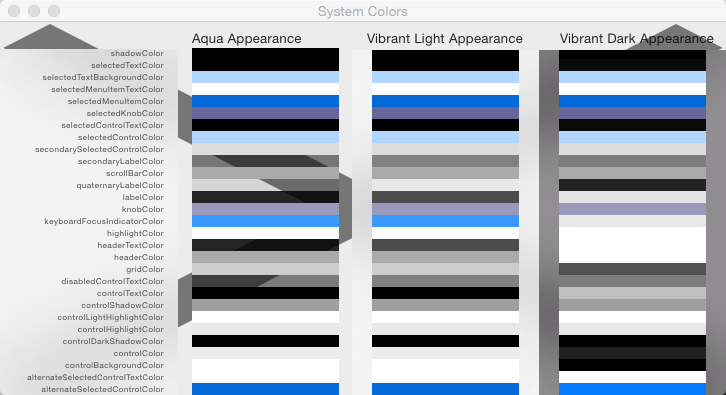 System Colors
Aqua Appearance
Vibrant Light Appearance
Vibrant Dark Appearance
shadowColor
selectedTextColor
selectedTextBackgroundColor
selectedMenuItemTextColor
selectedMenuItemColor
selectedKnobColor
selectedControlTextColor
selectedControlColor
secondarySelectedControlColor
secondaryLabelColor
scrollBarColor
quaternaryLabelColor
labelColor
knobColor
keyboardFocusIndicatorColor
highlightColor
headerTextColor
headerColor
gridColor
disabledControlTextColor
controlTextColor
controlShadowColor
controlLightHighlightColor
controlHighlightColor
controlDarkShadowColor
controlColor
controlBackgroundColor
alternateSelectedControlTextColor
alternateSelectedControlColor